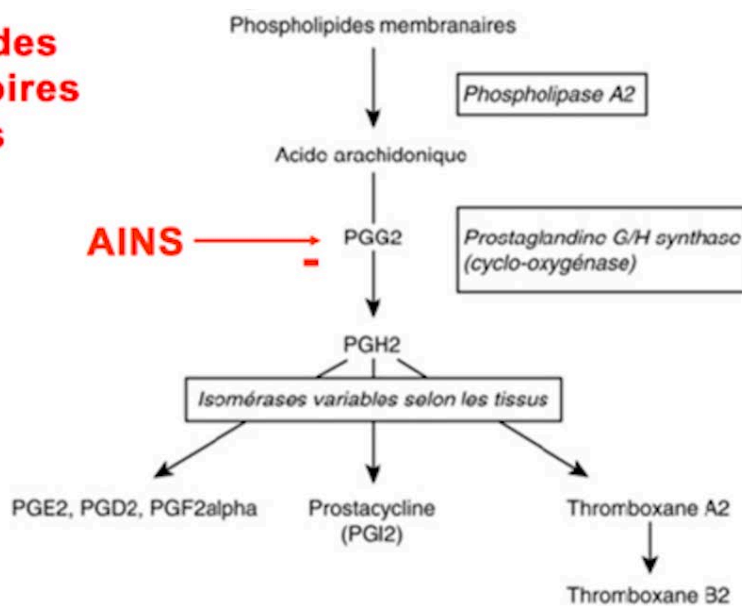 des
Phospholipides membranaires
Phospholipase A2
Acide arachidonique
AINS
-
PGG2
Prostaglandine G/H synthase
(cyclo-oxygénase)
PGH2
Isomérases variables selon les tissus
PGE2, PGD2, PGF2alpha
Prostacycline
(PGI2)
Thromboxane A2
Thromboxane B2